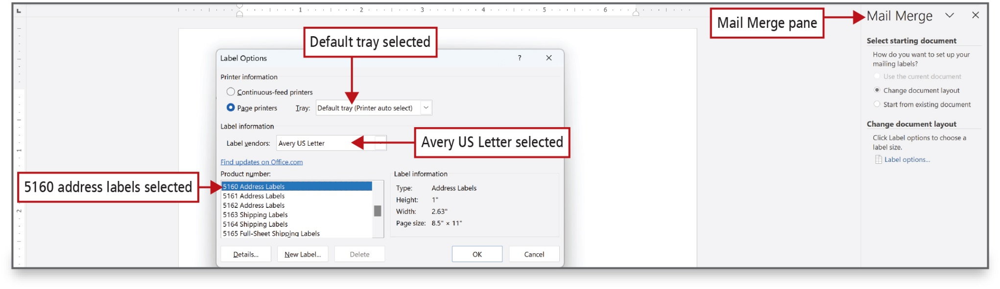 1 2 3 4 5 6
Mail Merge pane
Mail Merge
Default tray selected
Label Options ?
Printer information
Continuous-feed printers
Page printers Tray: Default tray (Printer auto select)
Label information
Label vendors: Avery US Letter
Avery US Letter selected
Find updates on Office.com
Product number:
5160 address labels selected
5160 Address Labels
5161 Address Labels
5162 Address Labels
5163 Shipping Labels
5164 Shipping Labels
5165 Full-Sheet Shipping Labels
Label information
Type: Address Labels
Height: 1"
Width: 2.63"
Page size: 8.5" × 11"
Details... New Label... Delete OK Cancel
Select starting document
How do you want to set up your
mailing labels?
Use the current document
Change document layout
Start from existing document
Change document layout
Click Label options to choose a
label size.
Label options...
1
2